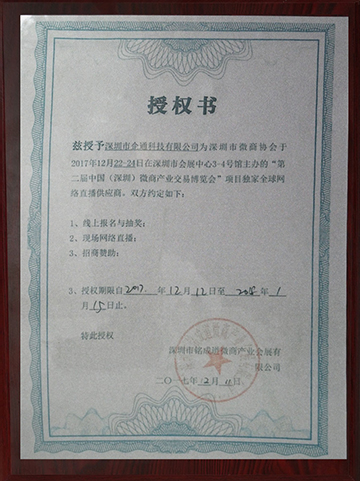 授权书
兹授予深圳市企通科技有限公司为深圳市微商协会于
2017年12月22-24日在深圳市会展中心3-4号馆主办的“第
二届中国（深圳）微商产业交易博览会”项目独家全球网
络直播供应商。双方约定如下：
1、线上报名与抽奖；
2、现场网络直播；
3、招商赞助；
3、授权期限自2017.年12月12日至2018年1
月15日止。
特此授权
深圳市铭成通微商产业会展有
限公司
二〇一七年12月11日